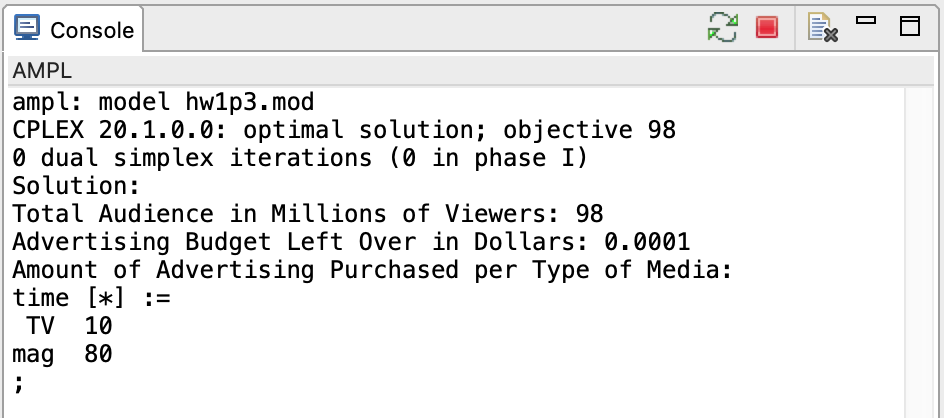 Console
AMPL
ampl: model hw1p3.mod
CPLEX 20.1.0.0: optimal solution; objective 98
0 dual simplex iterations (0 in phase I)
Solution:
Total Audience in Millions of Viewers: 98
Advertising Budget Left Over in Dollars: 0.0001
Amount of Advertising Purchased per Type of Media:
time [*] :=
 TV  10
mag  80
;